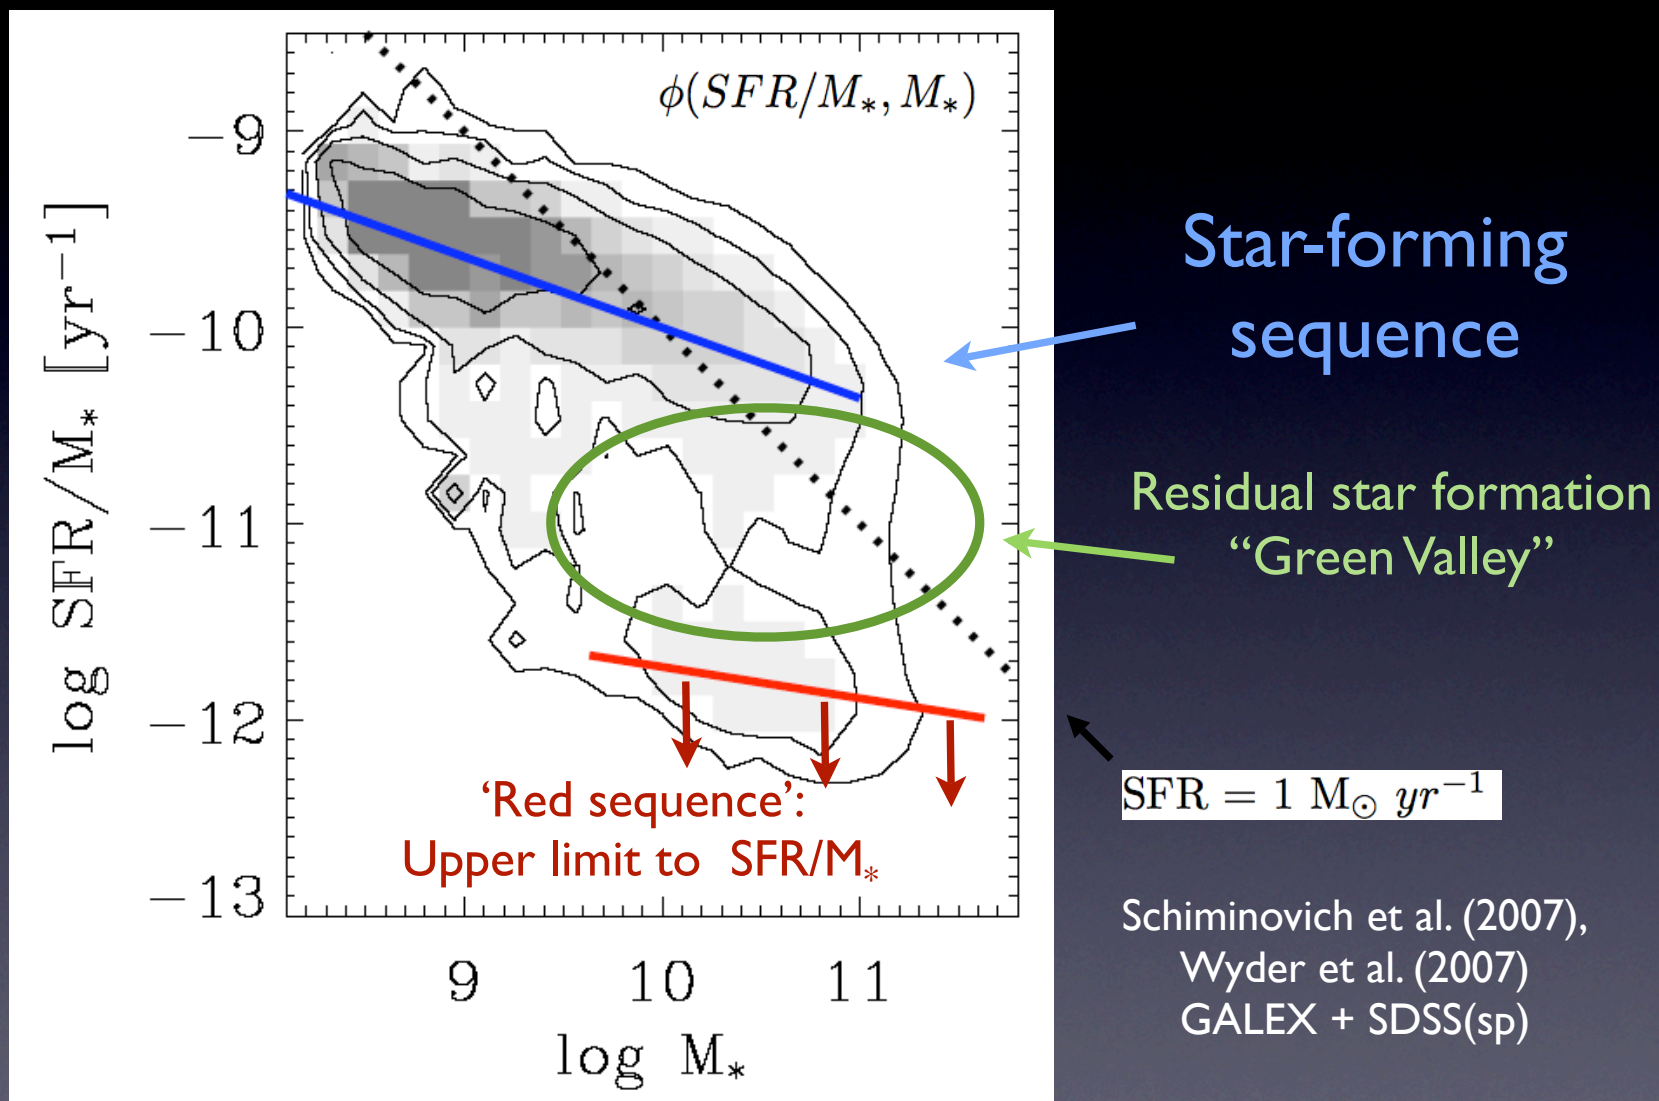 ϕ(SFR/M∗, M∗)
−9
−10
−11
−12
−13
log SFR/M∗ [yr−1]
9 10 11
log M∗
Star-forming
sequence
Residual star formation
“Green Valley”
‘Red sequence’:
Upper limit to SFR/M∗
SFR = 1 M⊙ yr−1
Schiminovich et al. (2007),
Wyder et al. (2007)
GALEX + SDSS(sp)